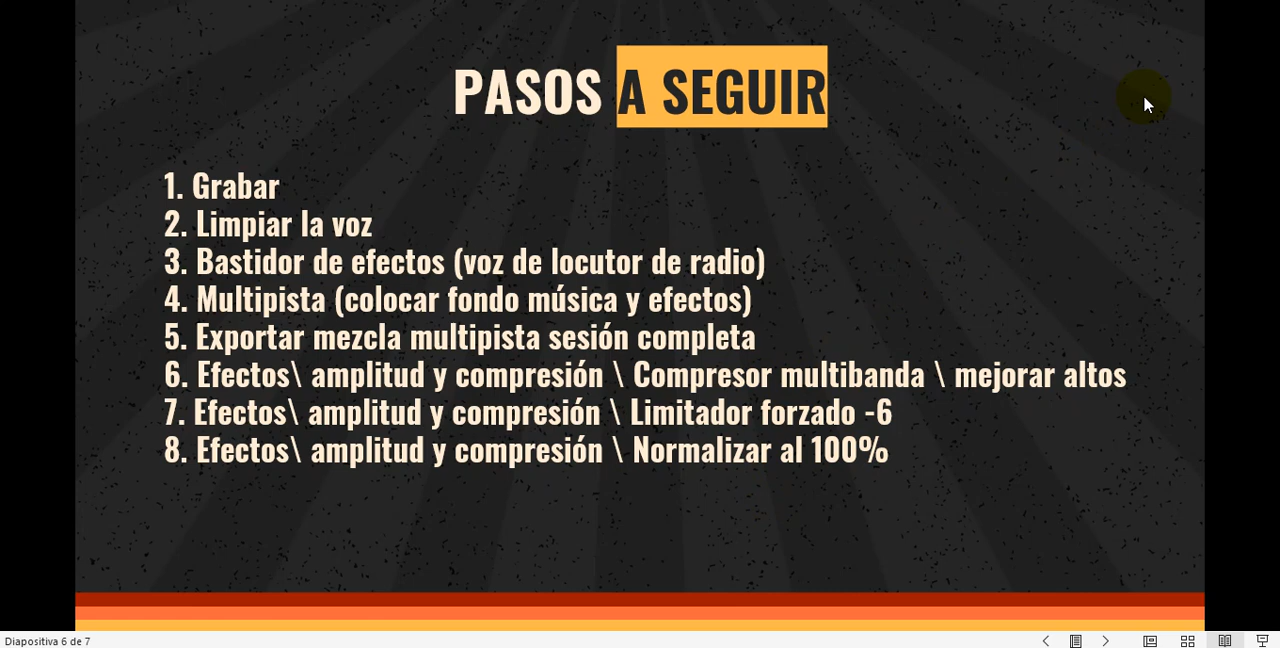 PASOS A SEGUIR
1. Grabar
2. Limpiar la voz
3. Bastidor de efectos (voz de locutor de radio)
4. Multipista (colocar fondo música y efectos)
5. Exportar mezcla multipista sesión completa
6. Efectos\ amplitud y compresión \ Compresor multibanda \ mejorar altos
7. Efectos\ amplitud y compresión \ Limitador forzado -6
8. Efectos\ amplitud y compresión \ Normalizar al 100%
Diapositiva 6 de 7